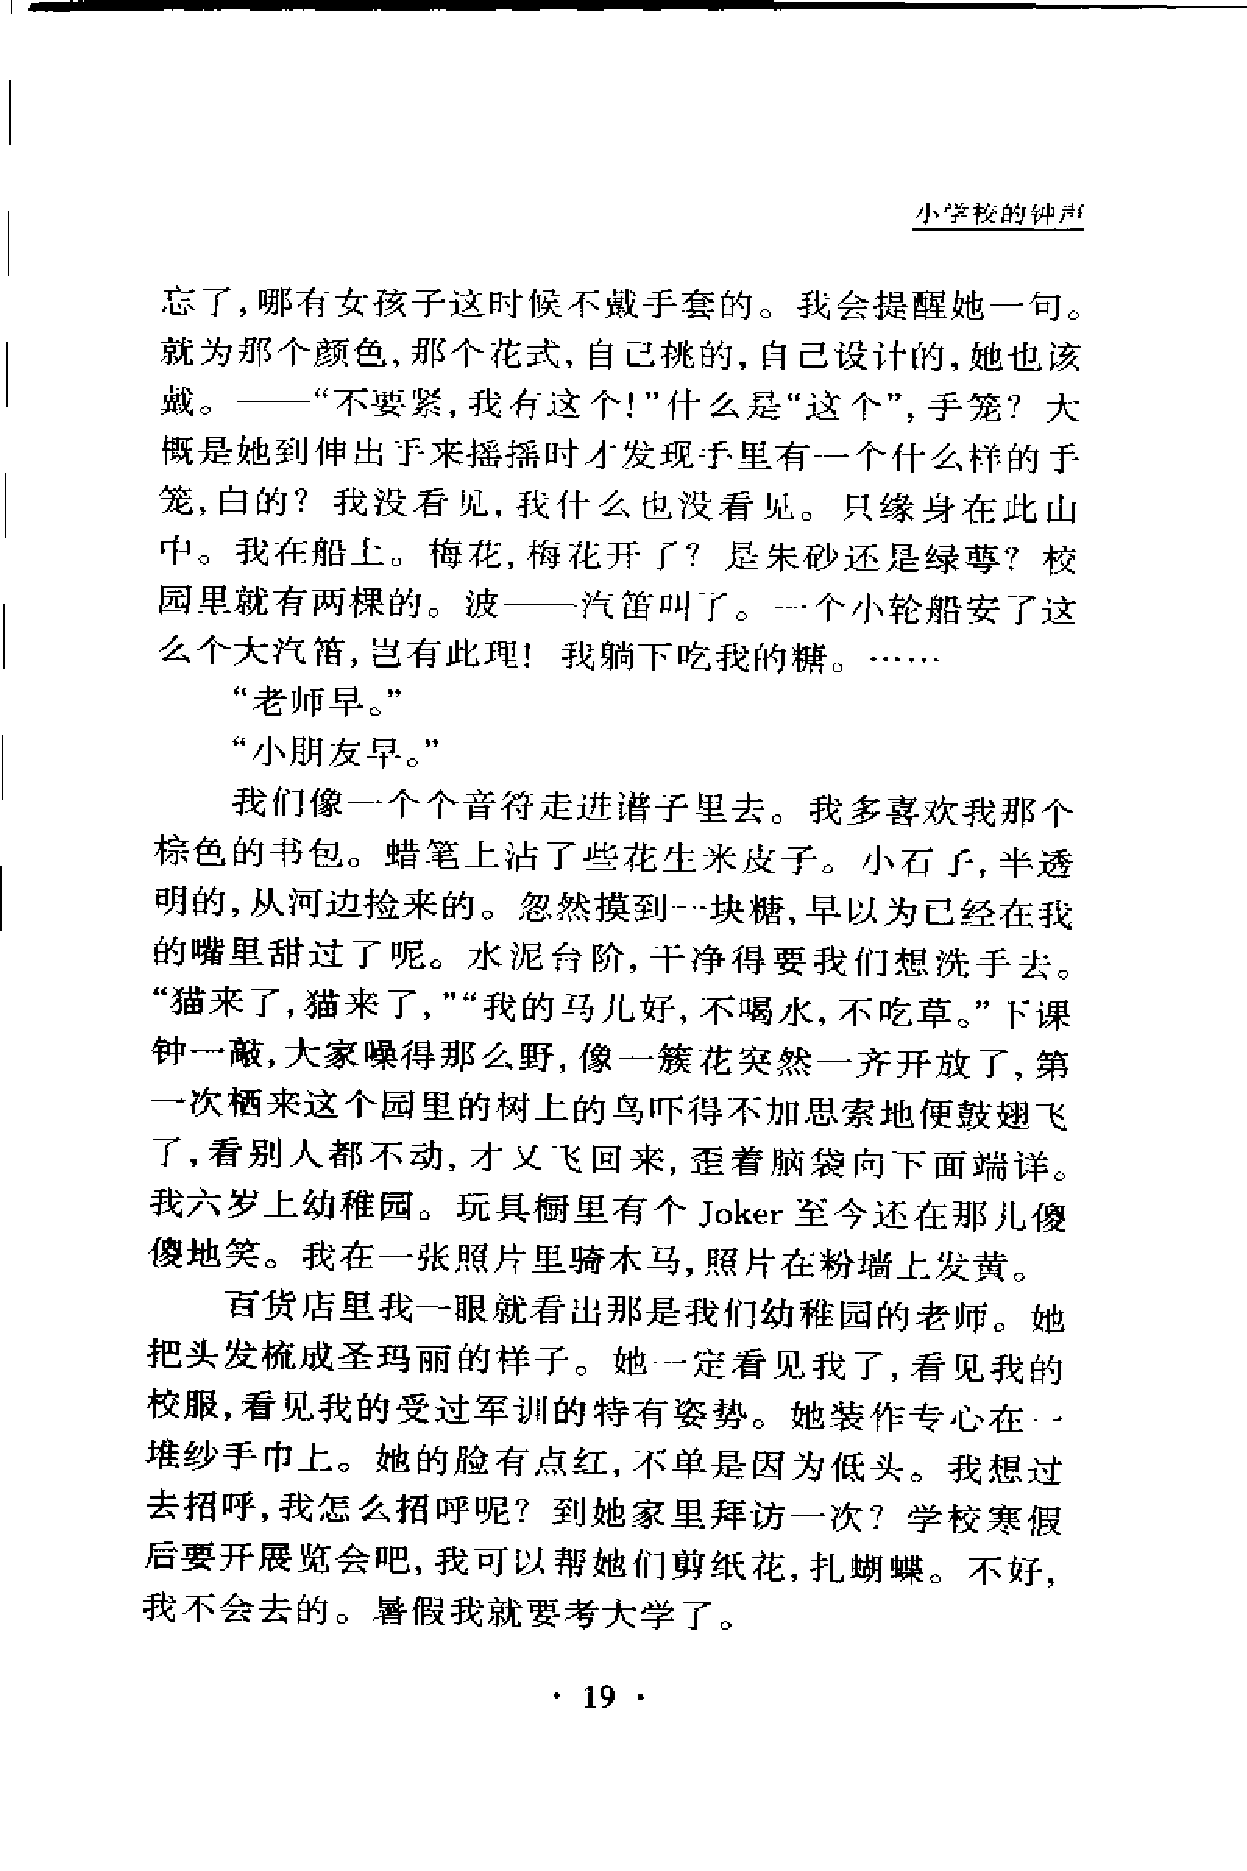 小学校的钟声
忘了，哪有女孩子这时候不戴手套的。我会提醒她一句。
就为那个颜色，那个花式，自己挑的，自己设计的，她也该
戴。——“不要紧，我有这个！”什么是“这个”，手笼？大
概是她到伸出手来摇摇时才发现手里有一个什么样的手
笼，白的？我没看见，我什么也没看见。只缘身在此山
中。我在船上。梅花，梅花开了？是朱砂还是绿萼？校
园里就有两棵的。波——汽笛叫了。一个小轮船安了这
么个大汽笛，岂有此理！我躺下吃我的糖。……
“老师早。”
“小朋友早。”
我们像一个个音符走进谱子里去。我多喜欢我那个
棕色的书包。蜡笔上沾了些花生米皮子。小石子，半透
明的，从河边捡来的。忽然摸到一块糖，早以为已经在我
的嘴里甜过了呢。水泥台阶，干净得要我们想洗手去。
“猫来了，猫来了，”“我的马儿好，不喝水，不吃草。”下课
钟一敲，大家噪得那么野，像一簇花突然一齐开放了，第
一次栖来这个园里的树上的鸟吓得不加思索地便鼓翅飞
了，看别人都不动，才又飞回来，歪着脑袋向下面端详。
我六岁上幼稚园。玩具橱里有个 Joker 至今还在那儿傻
傻地笑。我在一张照片里骑木马，照片在粉墙上发黄。
百货店里我一眼就看出那是我们幼稚园的老师。她
把头发梳成圣玛丽的样子。她一定看见我了，看见我的
校服，看见我的受过军训的特有姿势。她装作专心在一
堆纱手巾上。她的脸有点红，不单是因为低头。我想过
去招呼，我怎么招呼呢？到她家里拜访一次？学校寒假
后要开展览会吧，我可以帮她们剪纸花，扎蝴蝶。不好，
我不会去的。暑假我就要考大学了。
· 19 ·